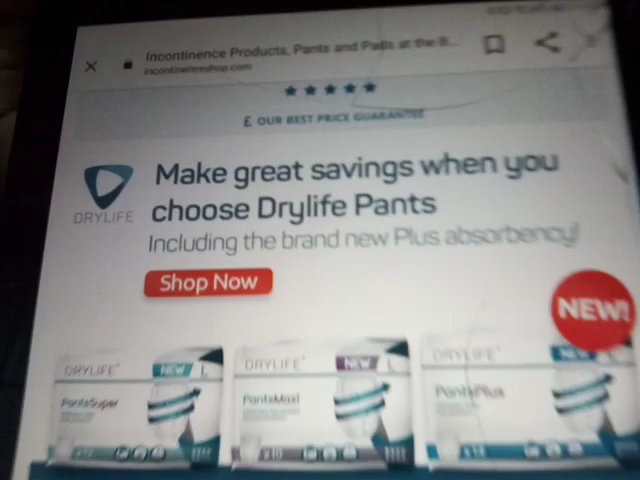 Incontinence Products, Pants and Pads at the B...
incontinenceshop.com
£ OUR BEST PRICE GUARANTEE
DRYLIFE
Make great savings when you
choose Drylife Pants
Including the brand new Plus absorbency!
Shop Now
NEW!
DRYLIFE NEW L
PantsSuper
DRYLIFE NEW L
PantsMaxi
x10
DRYLIFE NEW
PantsPlus